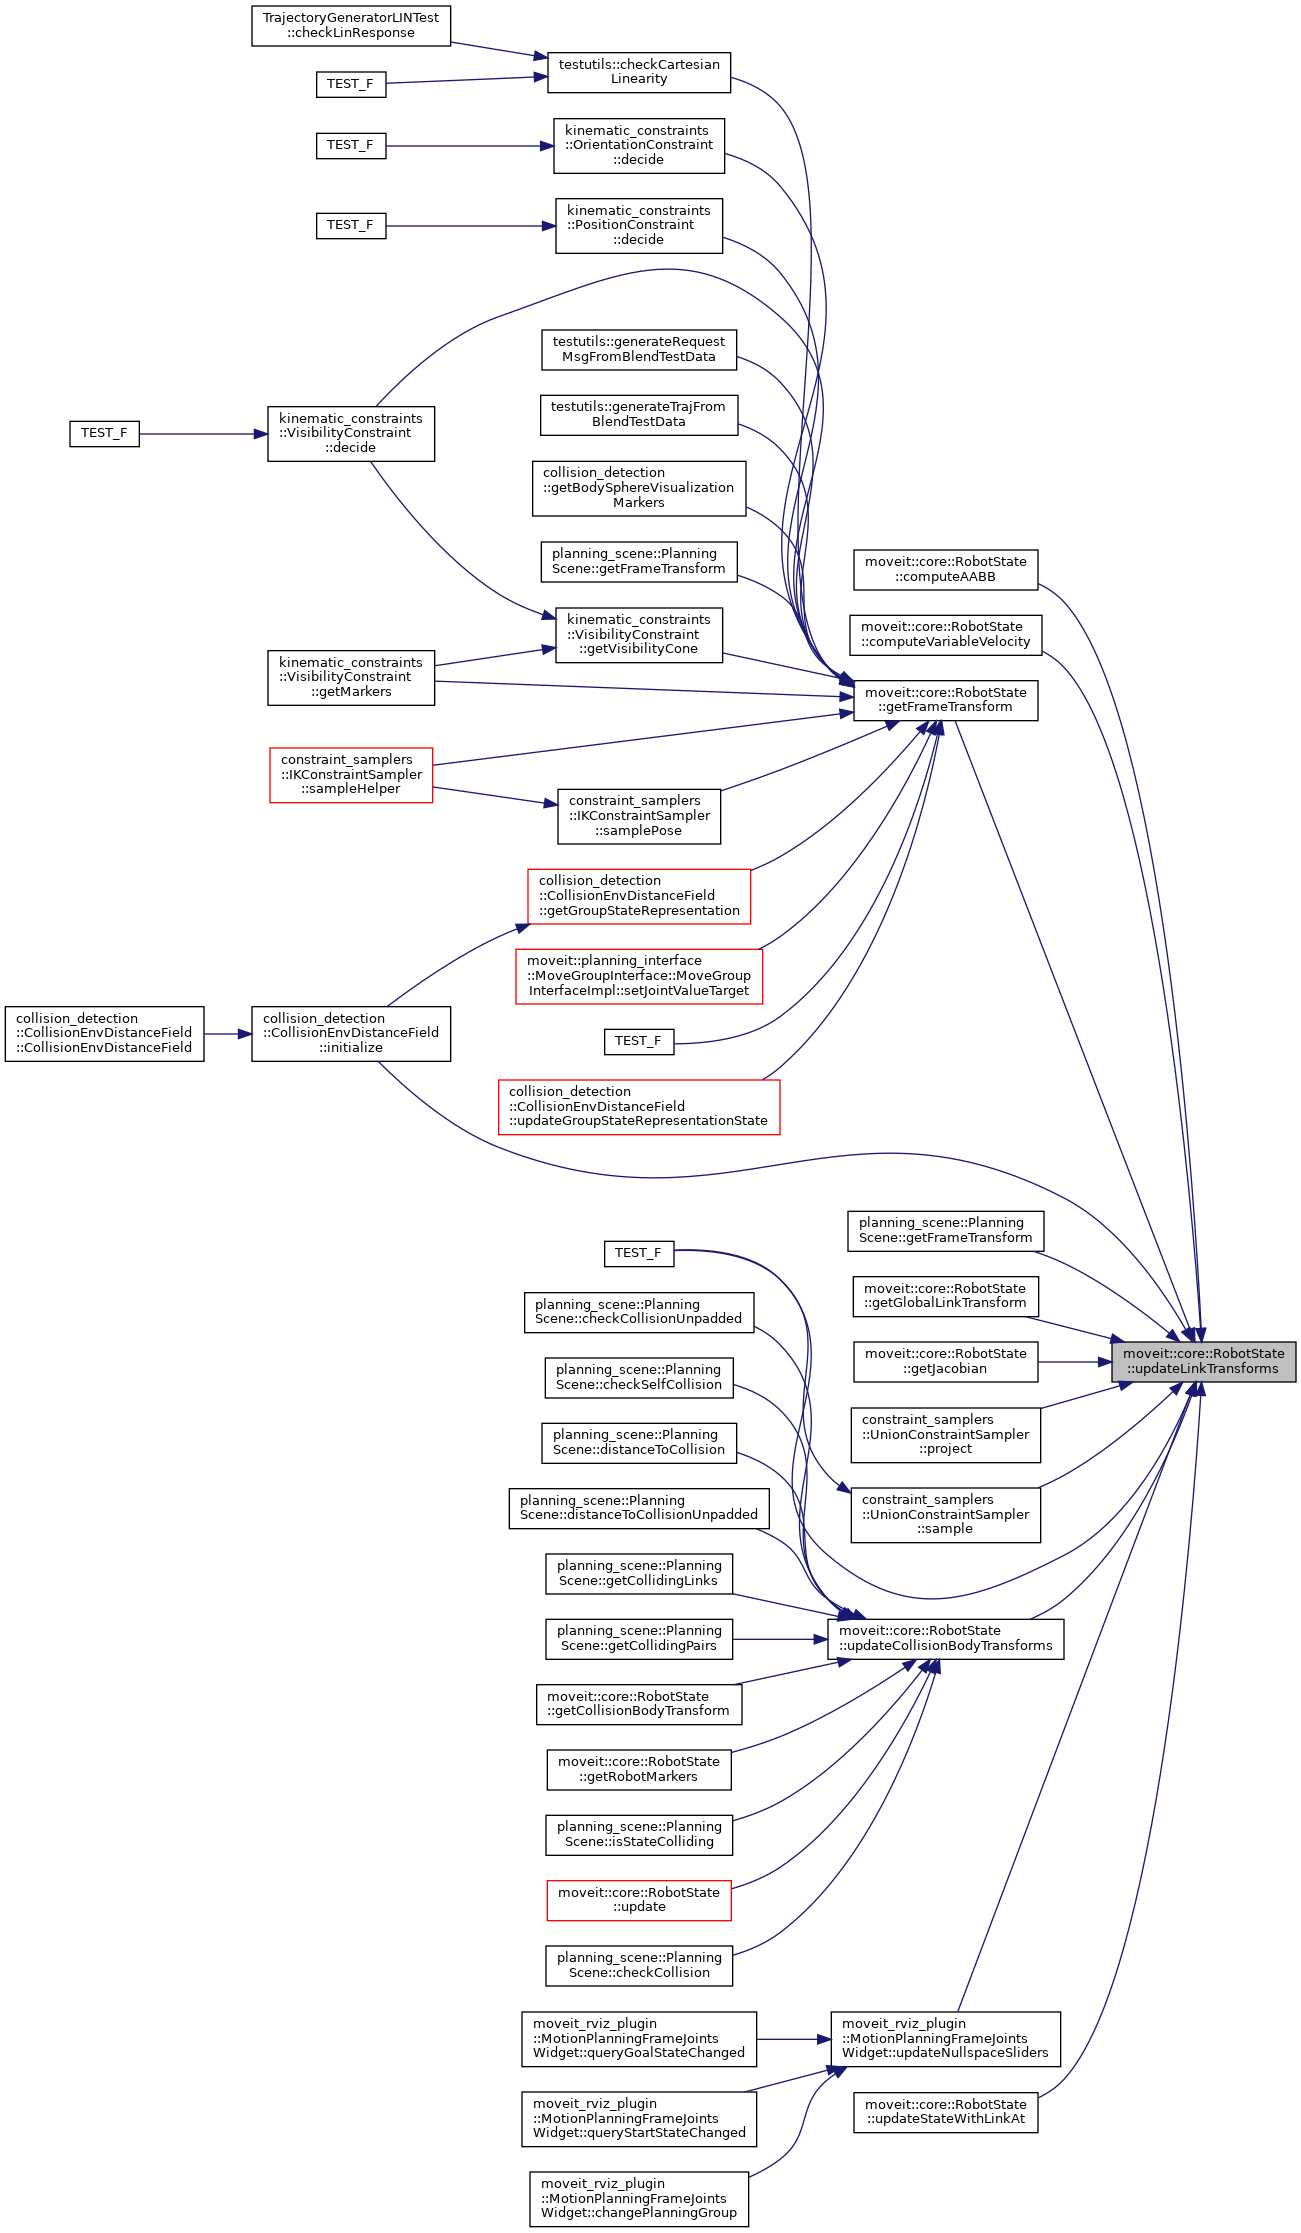 TrajectoryGeneratorLINTest
::checkLinResponse
testutils::checkCartesian
Linearity
TEST_F
kinematic_constraints
::OrientationConstraint
::decide
TEST_F
kinematic_constraints
::PositionConstraint
::decide
TEST_F
testutils::generateRequest
MsgFromBlendTestData
testutils::generateTrajFrom
BlendTestData
kinematic_constraints
::VisibilityConstraint
::decide
TEST_F
collision_detection
::getBodySphereVisualization
Markers
planning_scene::Planning
Scene::getFrameTransform
moveit::core::RobotState
::computeAABB
kinematic_constraints
::VisibilityConstraint
::getVisibilityCone
moveit::core::RobotState
::computeVariableVelocity
kinematic_constraints
::VisibilityConstraint
::getMarkers
moveit::core::RobotState
::getFrameTransform
constraint_samplers
::IKConstraintSampler
::sampleHelper
constraint_samplers
::IKConstraintSampler
::samplePose
collision_detection
::CollisionEnvDistanceField
::getGroupStateRepresentation
moveit::planning_interface
::MoveGroupInterface::MoveGroup
InterfaceImpl::setJointValueTarget
collision_detection
::CollisionEnvDistanceField
::CollisionEnvDistanceField
collision_detection
::CollisionEnvDistanceField
::initialize
TEST_F
collision_detection
::CollisionEnvDistanceField
::updateGroupStateRepresentationState
planning_scene::Planning
Scene::getFrameTransform
TEST_F
moveit::core::RobotState
::getGlobalLinkTransform
planning_scene::Planning
Scene::checkCollisionUnpadded
moveit::core::RobotState
::getJacobian
moveit::core::RobotState
::updateLinkTransforms
planning_scene::Planning
Scene::checkSelfCollision
constraint_samplers
::UnionConstraintSampler
::project
planning_scene::Planning
Scene::distanceToCollision
constraint_samplers
::UnionConstraintSampler
::sample
planning_scene::Planning
Scene::distanceToCollisionUnpadded
planning_scene::Planning
Scene::getCollidingLinks
planning_scene::Planning
Scene::getCollidingPairs
moveit::core::RobotState
::updateCollisionBodyTransforms
moveit::core::RobotState
::getCollisionBodyTransform
moveit::core::RobotState
::getRobotMarkers
planning_scene::Planning
Scene::isStateColliding
moveit::core::RobotState
::update
planning_scene::Planning
Scene::checkCollision
moveit_rviz_plugin
::MotionPlanningFrameJoints
Widget::queryGoalStateChanged
moveit_rviz_plugin
::MotionPlanningFrameJoints
Widget::updateNullspaceSliders
moveit_rviz_plugin
::MotionPlanningFrameJoints
Widget::queryStartStateChanged
moveit::core::RobotState
::updateStateWithLinkAt
moveit_rviz_plugin
::MotionPlanningFrameJoints
Widget::changePlanningGroup